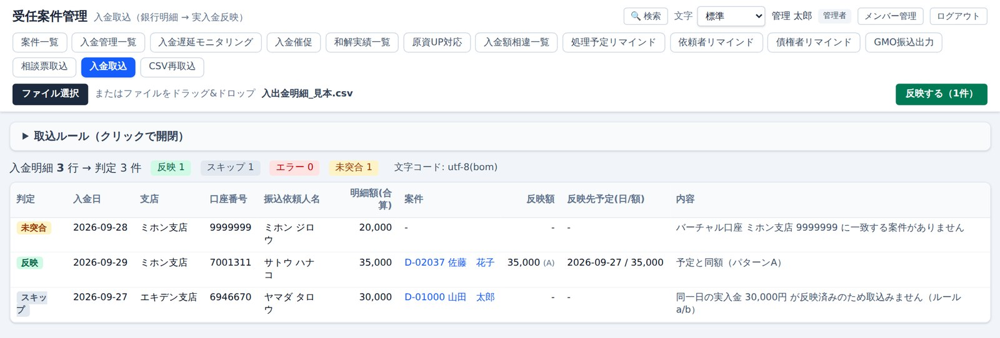 受任案件管理 入金取込（銀行明細 → 実入金反映）
🔍 検索 文字 標準 管理 太郎 管理者 メンバー管理 ログアウト
案件一覧 入金管理一覧 入金遅延モニタリング 入金催促 和解実績一覧 原資UP対応 入金額相違一覧 処理予定リマインド 依頼者リマインド 債権者リマインド GMO振込出力
相談票取込 入金取込 CSV再取込
ファイル選択 またはファイルをドラッグ&ドロップ 入出金明細_見本.csv 反映する（1件）
▶ 取込ルール（クリックで開閉）
入金明細 3 行 → 判定 3 件 反映 1 スキップ 1 エラー 0 未突合 1 文字コード: utf-8(bom)
判定 入金日 支店 口座番号 振込依頼人名 明細額(合
算) 案件 反映額 反映先予定(日/額) 内容
未突合 2026-09-28 ミホン支店 9999999 ミホン ジロ
ウ 20,000 - - - バーチャル口座 ミホン支店 9999999 に一致する案件がありません
反映 2026-09-29 ミホン支店 7001311 サトウ ハナ
コ 35,000 D-02037 佐藤　花子 35,000 (A) 2026-09-27 / 35,000 予定と同額（パターンA）
スキッ
プ 2026-09-27 エキデン支店 6946670 ヤマダ タロ
ウ 30,000 D-01000 山田　太郎 - - 同一日の実入金 30,000円 が反映済みのため取込みません（ルール
a/b）